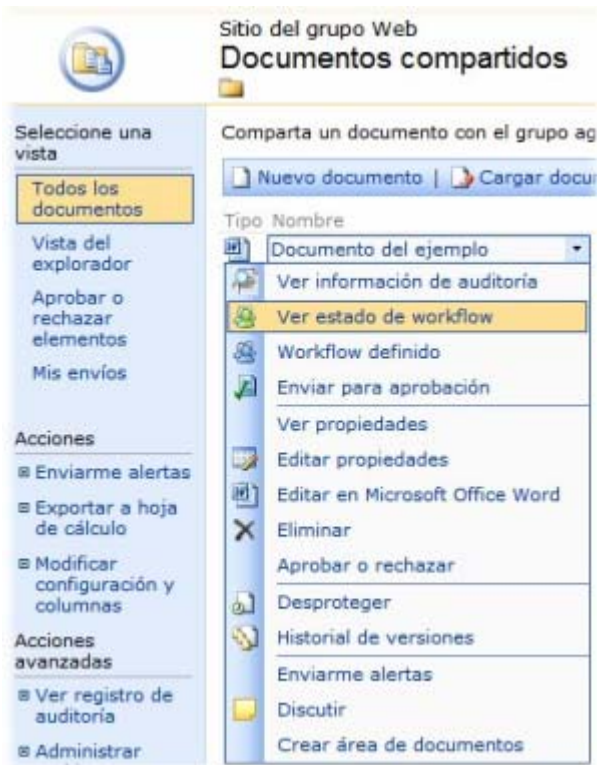 Sitio del grupo Web
Documentos compartidos
Seleccione una
vista
Todos los
documentos
Vista del
explorador
Aprobar o
rechazar
elementos
Mis envíos
Acciones
Enviarme alertas
Exportar a hoja
de cálculo
Modificar
configuración y
columnas
Acciones
avanzadas
Ver registro de
auditoría
Administrar
Comparta un documento con el grupo ag
Nuevo documento | Cargar docu
Tipo Nombre
Documento del ejemplo
Ver información de auditoría
Ver estado de workflow
Workflow definido
Enviar para aprobación
Ver propiedades
Editar propiedades
Editar en Microsoft Office Word
Eliminar
Aprobar o rechazar
Desproteger
Historial de versiones
Enviarme alertas
Discutir
Crear área de documentos